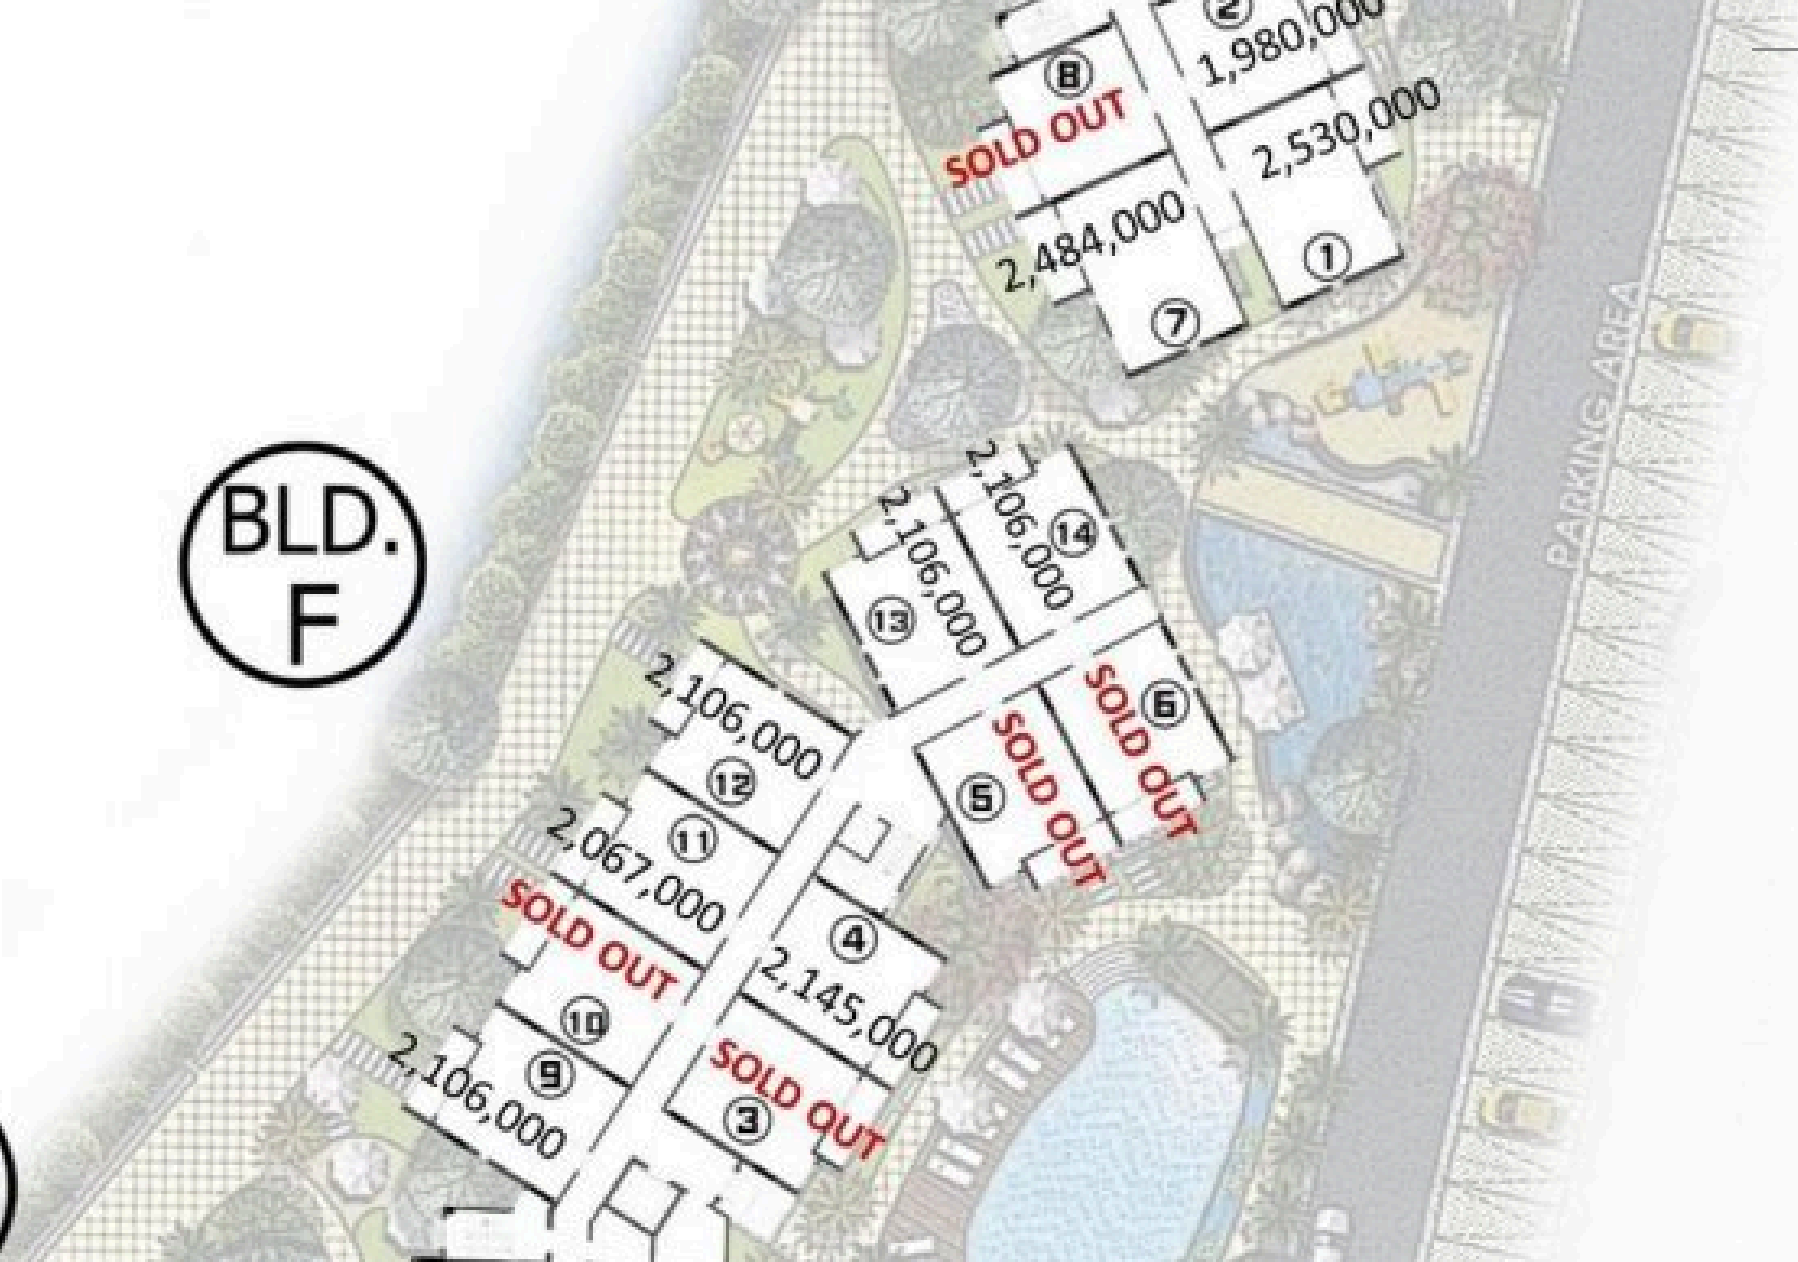 2
1,980,000
8
SOLD OUT
2,530,000
2,484,000
1
7
PARKING AREA
BLD.
F
2,106,000
14
2,106,000
13
2,106,000
12
SOLD OUT
6
SOLD OUT
5
11
2,067,000
SOLD OUT
10
4
2,145,000
9
2,106,000
SOLD OUT
3